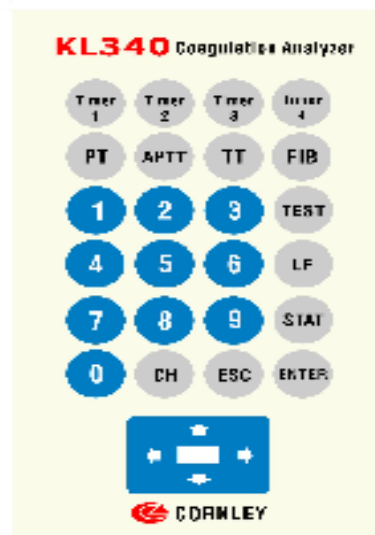 KL340 Coagulation Analyzer
Timer 1 Timer 2 Timer 3 Timer 4
PT APTT TT FIB
1 2 3 TEST
4 5 6 LF
7 8 9 STAT
0 CH ESC ENTER
CORNLEY